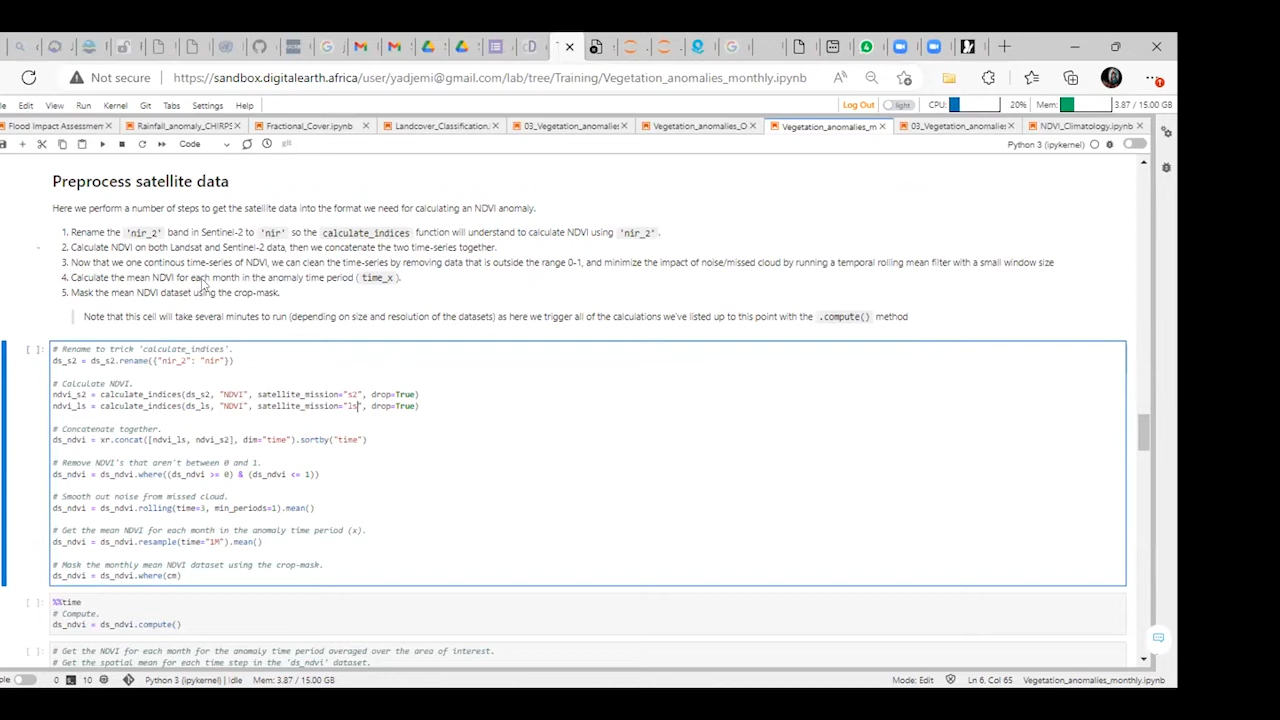 Not secure https://sandbox.digitalearth.africa/user/yadjemi@gmail.com/lab/tree/Training/Vegetation_anomalies_monthly.ipynb
Edit View Run Kernel Git Tabs Settings Help Log Out light CPU: 20% Mem: 3.87 / 15.00 GB
Flood Impact Assessmen Rainfall_anomaly_CHIRPS Fractional_Cover.ipynb Landcover_Classification. 03_Vegetation_anomalies Vegetation_anomalies_O Vegetation_anomalies_m 03_Vegetation_anomalies NDVI_Climatology.ipynb
Code git Python 3 (ipykernel)
Preprocess satellite data
Here we perform a number of steps to get the satellite data into the format we need for calculating an NDVI anomaly.
1. Rename the 'nir_2' band in Sentinel-2 to 'nir' so the calculate_indices function will understand to calculate NDVI using 'nir_2'.
2. Calculate NDVI on both Landsat and Sentinel-2 data, then we concatenate the two time-series together.
3. Now that we one continous time-series of NDVI, we can clean the time-series by removing data that is outside the range 0-1, and minimize the impact of noise/missed cloud by running a temporal rolling mean filter with a small window size
4. Calculate the mean NDVI for each month in the anomaly time period (time_x).
5. Mask the mean NDVI dataset using the crop-mask.
Note that this cell will take several minutes to run (depending on size and resolution of the datasets) as here we trigger all of the calculations we've listed up to this point with the .compute() method
[ ]: # Rename to trick 'calculate_indices'.
ds_s2 = ds_s2.rename({"nir_2": "nir"})
# Calculate NDVI.
ndvi_s2 = calculate_indices(ds_s2, "NDVI", satellite_mission="s2", drop=True)
ndvi_ls = calculate_indices(ds_ls, "NDVI", satellite_mission="ls", drop=True)
# Concatenate together.
ds_ndvi = xr.concat([ndvi_ls, ndvi_s2], dim="time").sortby("time")
# Remove NDVI's that aren't between 0 and 1.
ds_ndvi = ds_ndvi.where((ds_ndvi >= 0) & (ds_ndvi <= 1))
# Smooth out noise from missed cloud.
ds_ndvi = ds_ndvi.rolling(time=3, min_periods=1).mean()
# Get the mean NDVI for each month in the anomaly time period (x).
ds_ndvi = ds_ndvi.resample(time="1M").mean()
# Mask the monthly mean NDVI dataset using the crop-mask.
ds_ndvi = ds_ndvi.where(cm)
[ ]: %%time
# Compute.
ds_ndvi = ds_ndvi.compute()
[ ]: # Get the NDVI for each month for the anomaly time period averaged over the area of interest.
# Get the spatial mean for each time step in the 'ds_ndvi' dataset.
ple 0 10 Python 3 (ipykernel) | Idle Mem: 3.87 / 15.00 GB Mode: Edit Ln 6, Col 65 Vegetation_anomalies_monthly.ipynb